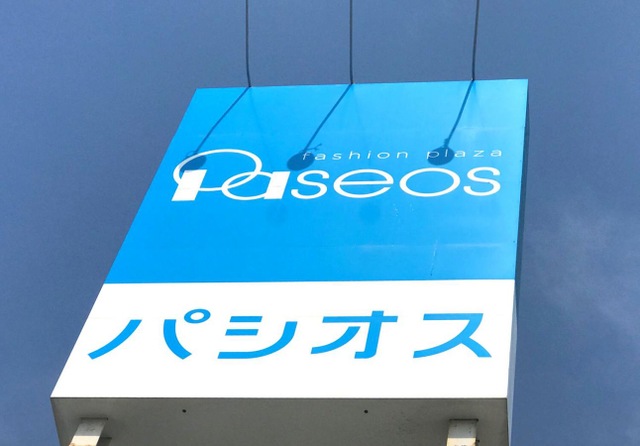 fashion plaza
Paseos
パシオス